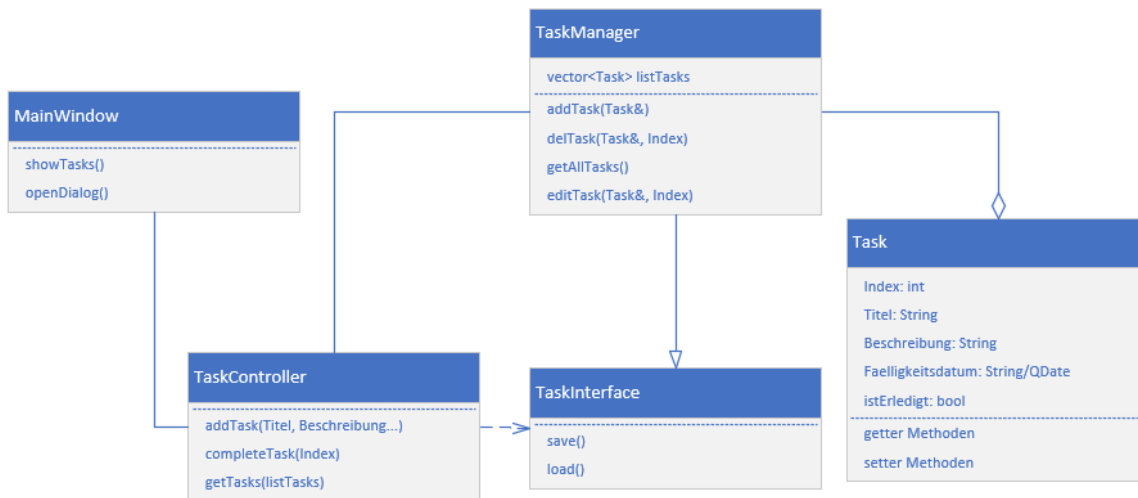 TaskManager
vector<Task> listTasks
addTask(Task&)
delTask(Task&, Index)
getAllTasks()
editTask(Task&, Index)
MainWindow
showTasks()
openDialog()
Task
Index: int
Titel: String
Beschreibung: String
Faelligkeitsdatum: String/QDate
istErledigt: bool
getter Methoden
setter Methoden
TaskController
addTask(Titel, Beschreibung...)
completeTask(Index)
getTasks(listTasks)
TaskInterface
save()
load()